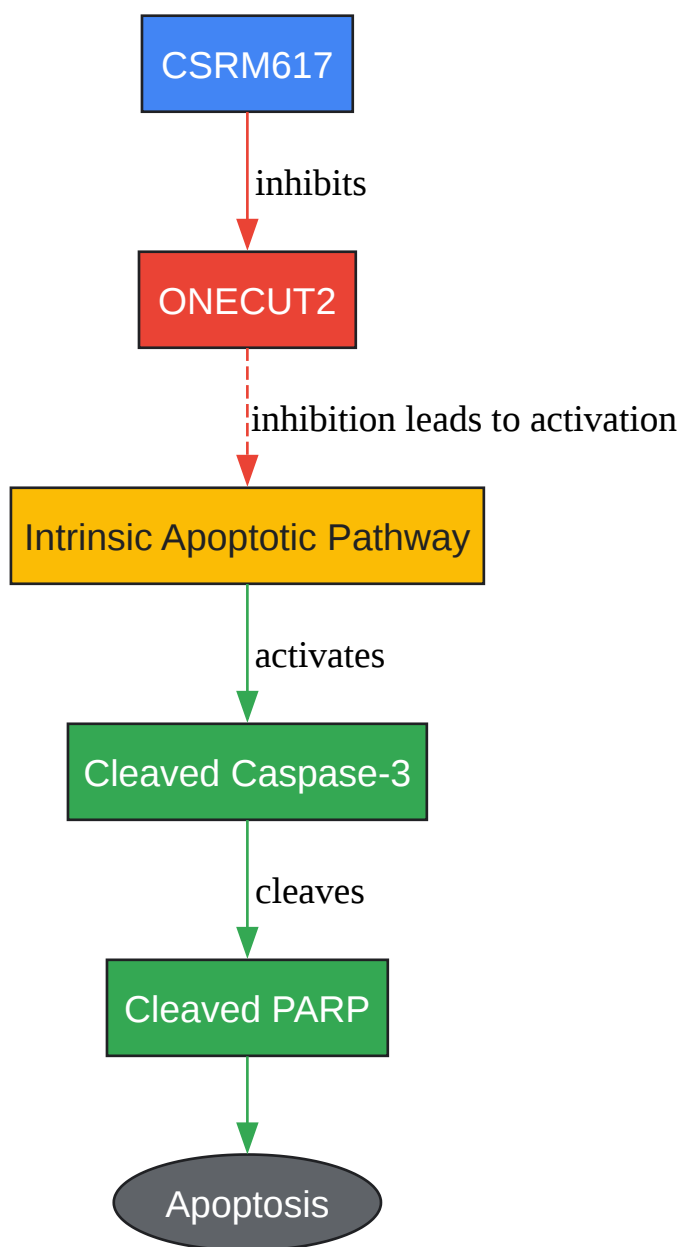 CSRM617
inhibits
ONECUT2
inhibition leads to activation
Intrinsic Apoptotic Pathway
activates
Cleaved Caspase-3
cleaves
Cleaved PARP
Apoptosis